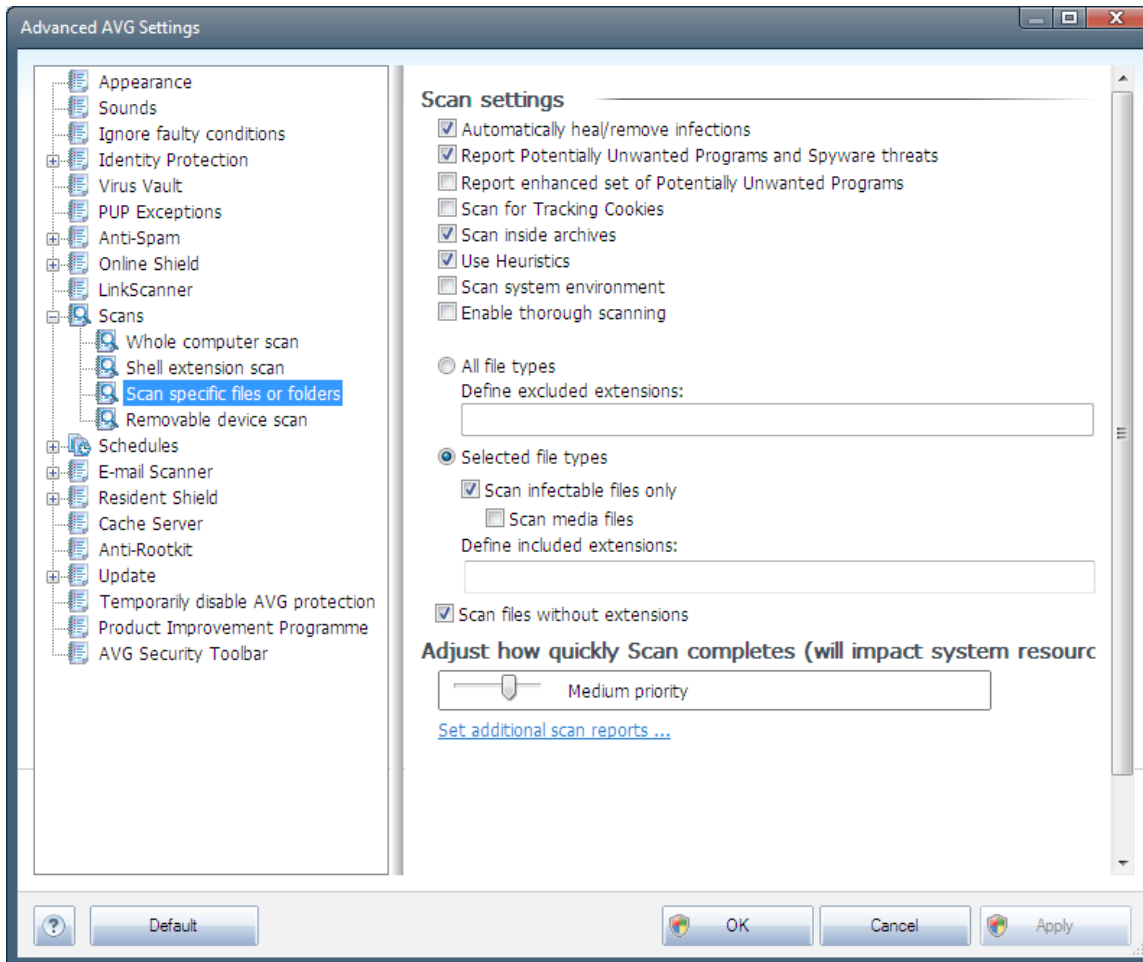 Advanced AVG Settings
Appearance
Sounds
Ignore faulty conditions
Identity Protection
Virus Vault
PUP Exceptions
Anti-Spam
Online Shield
LinkScanner
Scans
Whole computer scan
Shell extension scan
Scan specific files or folders
Removable device scan
Schedules
E-mail Scanner
Resident Shield
Cache Server
Anti-Rootkit
Update
Temporarily disable AVG protection
Product Improvement Programme
AVG Security Toolbar
Scan settings
Automatically heal/remove infections
Report Potentially Unwanted Programs and Spyware threats
Report enhanced set of Potentially Unwanted Programs
Scan for Tracking Cookies
Scan inside archives
Use Heuristics
Scan system environment
Enable thorough scanning
All file types
Define excluded extensions:
Selected file types
Scan infectable files only
Scan media files
Define included extensions:
Scan files without extensions
Adjust how quickly Scan completes (will impact system resourc
Medium priority
Set additional scan reports ...
?
Default
OK
Cancel
Apply